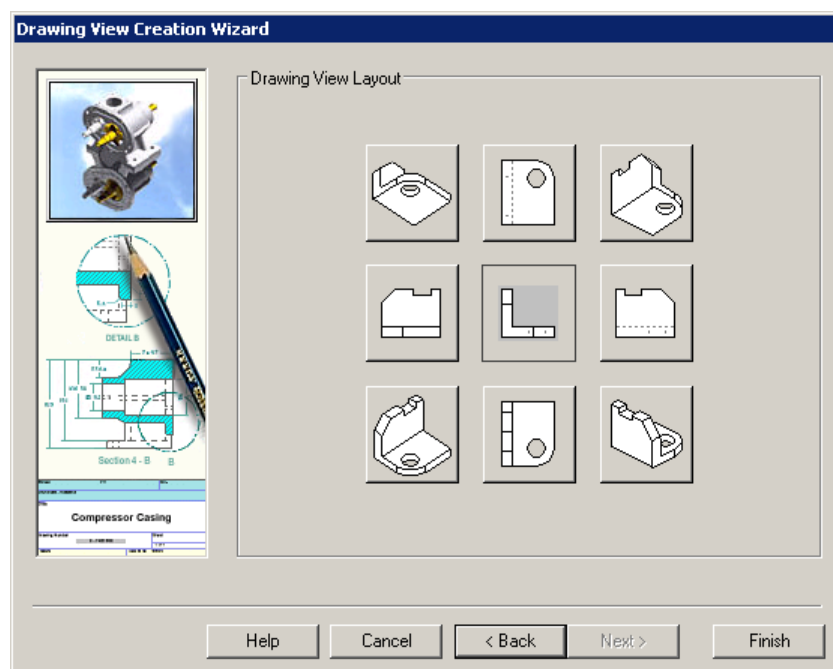 Drawing View Creation Wizard
Drawing View Layout
DETAIL B
Section 4 - B B
Compressor Casing
Help Cancel < Back Next > Finish